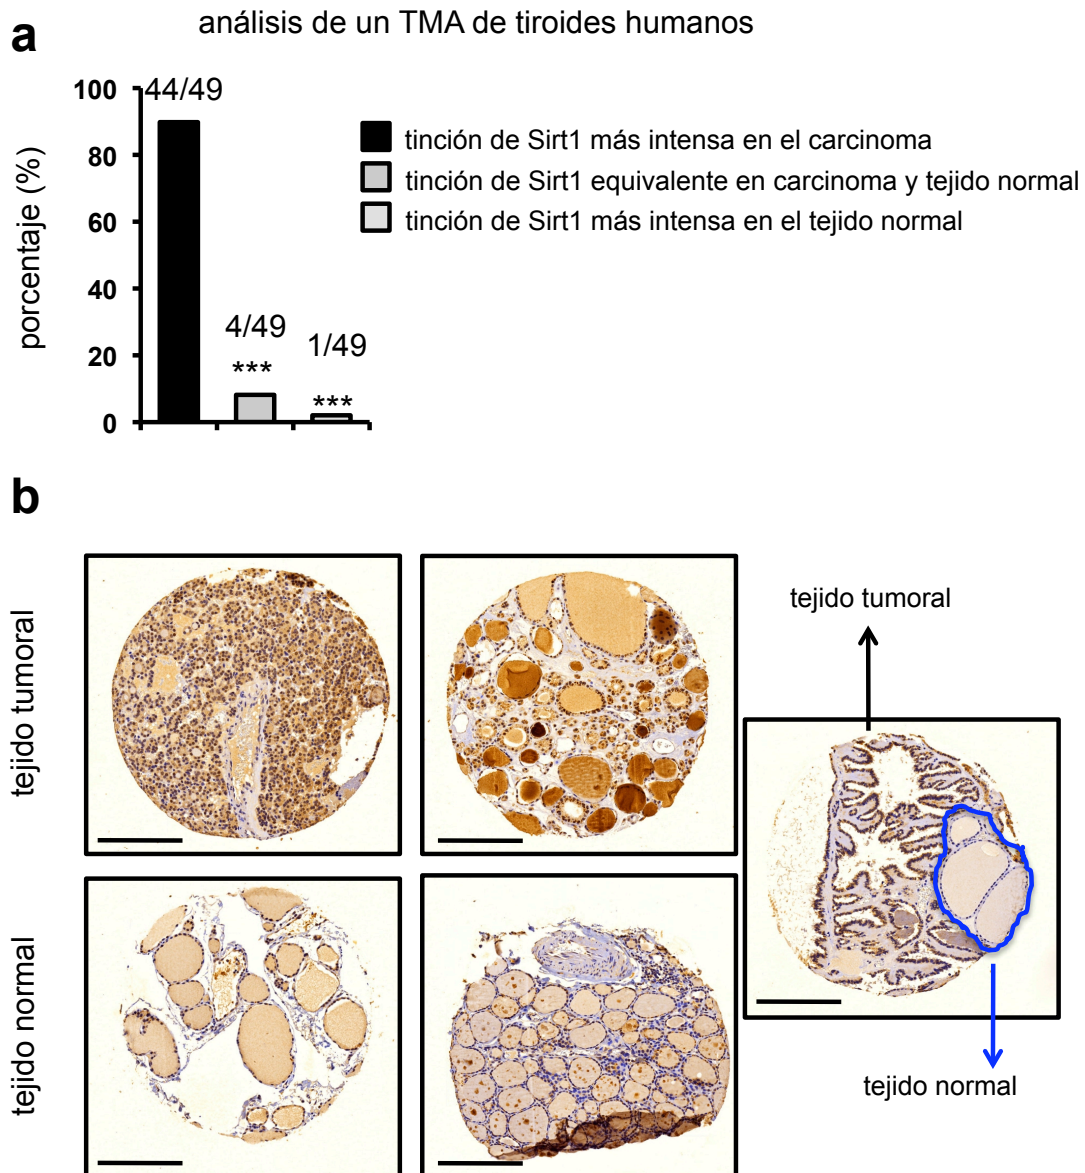 análisis de un TMA de tiroides humanos
a
porcentaje (%)
100
80
60
40
20
0
44/49
4/49
***
1/49
***
tinción de Sirt1 más intensa en el carcinoma
tinción de Sirt1 equivalente en carcinoma y tejido normal
tinción de Sirt1 más intensa en el tejido normal
b
tejido tumoral
tejido normal
tejido tumoral
tejido normal